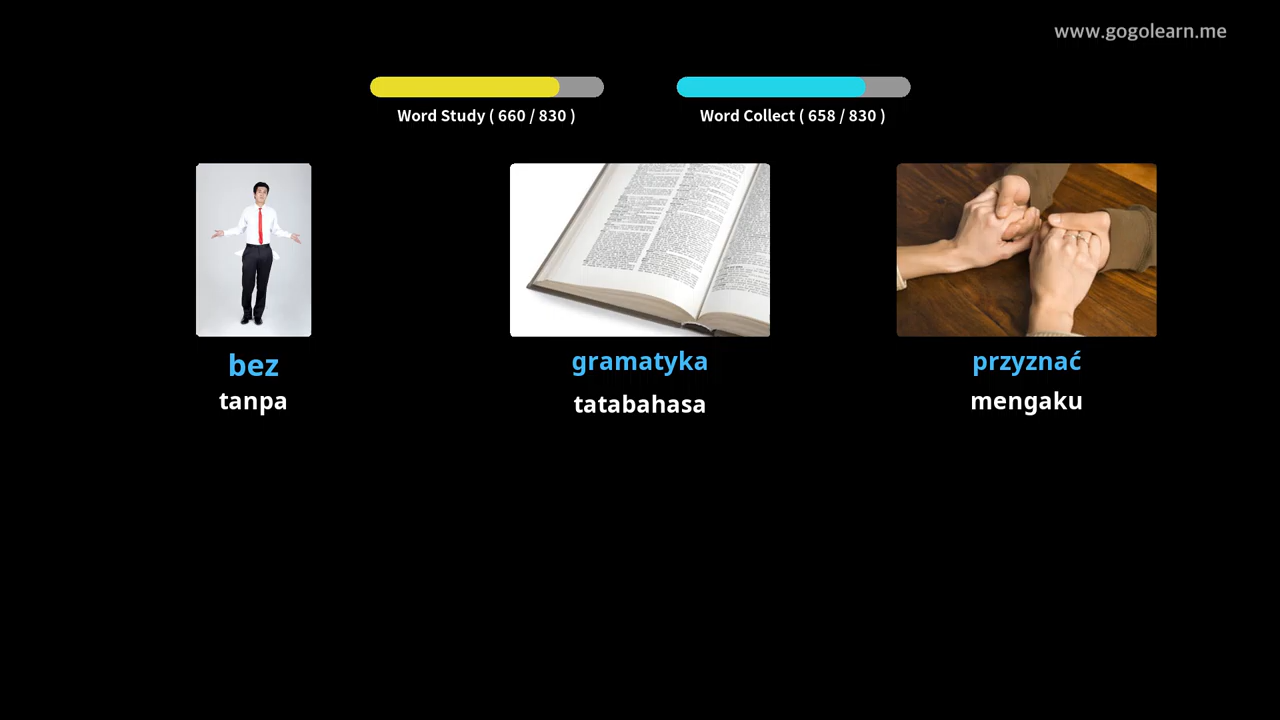 www.gogolearn.me
Word Study ( 660 / 830 )
Word Collect ( 658 / 830 )
bez
tanpa
gramatyka
tatabahasa
przyznać
mengaku